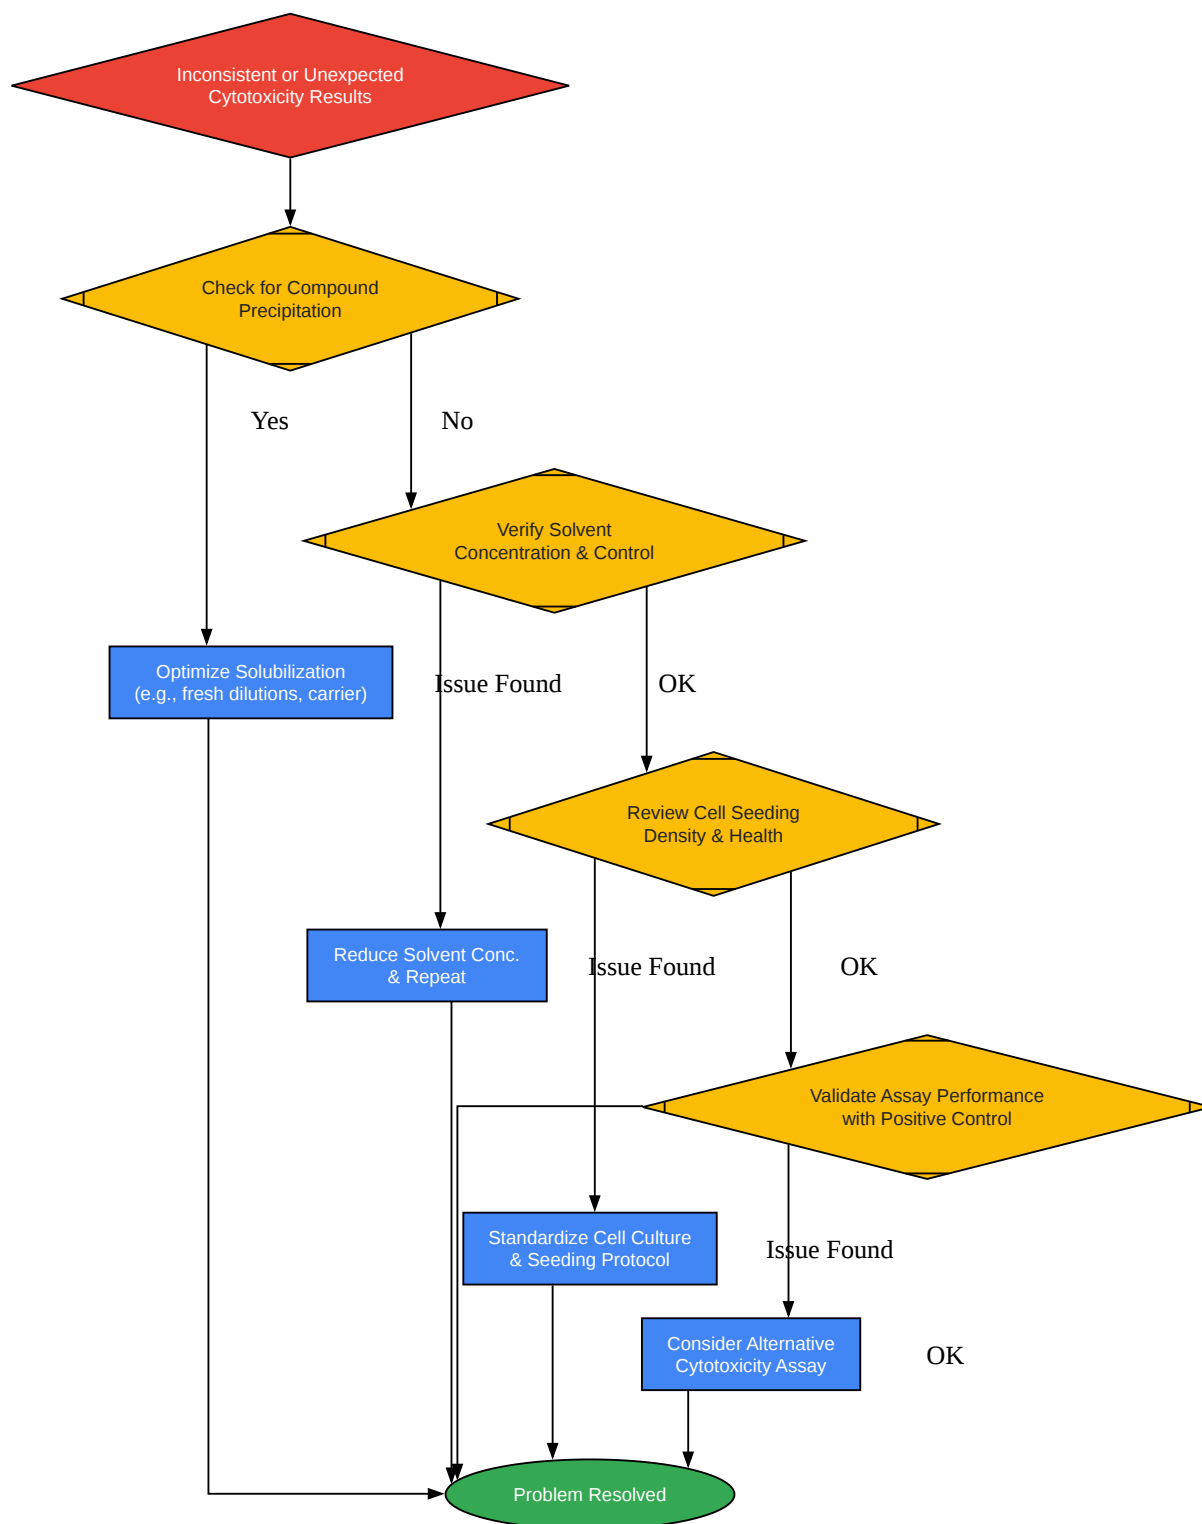 Inconsistent or Unexpected
Cytotoxicity Results
Check for Compound
Precipitation
Yes
No
Verify Solvent
Concentration & Control
Optimize Solubilization
(e.g., fresh dilutions, carrier)
Issue Found
OK
Review Cell Seeding
Density & Health
Reduce Solvent Conc.
& Repeat
Issue Found
OK
Validate Assay Performance
with Positive Control
Standardize Cell Culture
& Seeding Protocol
Issue Found
Consider Alternative
Cytotoxicity Assay
OK
Problem Resolved